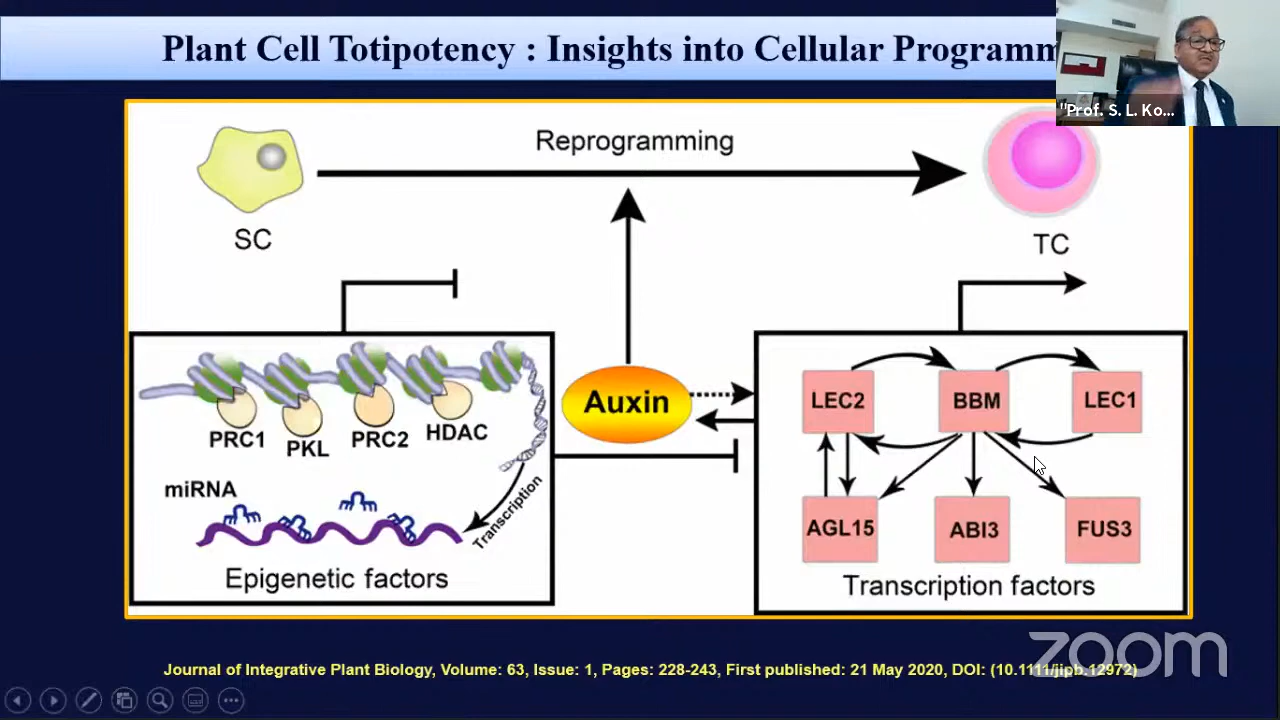 Plant Cell Totipotency : Insights into Cellular Programm
"Prof. S. L. Ko...
Reprogramming
SC
TC
PRC1
PKL
PRC2
HDAC
miRNA
Transcription
Epigenetic factors
Auxin
LEC2
BBM
LEC1
AGL15
ABI3
FUS3
Transcription factors
zoom
Journal of Integrative Plant Biology, Volume: 63, Issue: 1, Pages: 228-243, First published: 21 May 2020, DOI: (10.1111/jipb.12972)